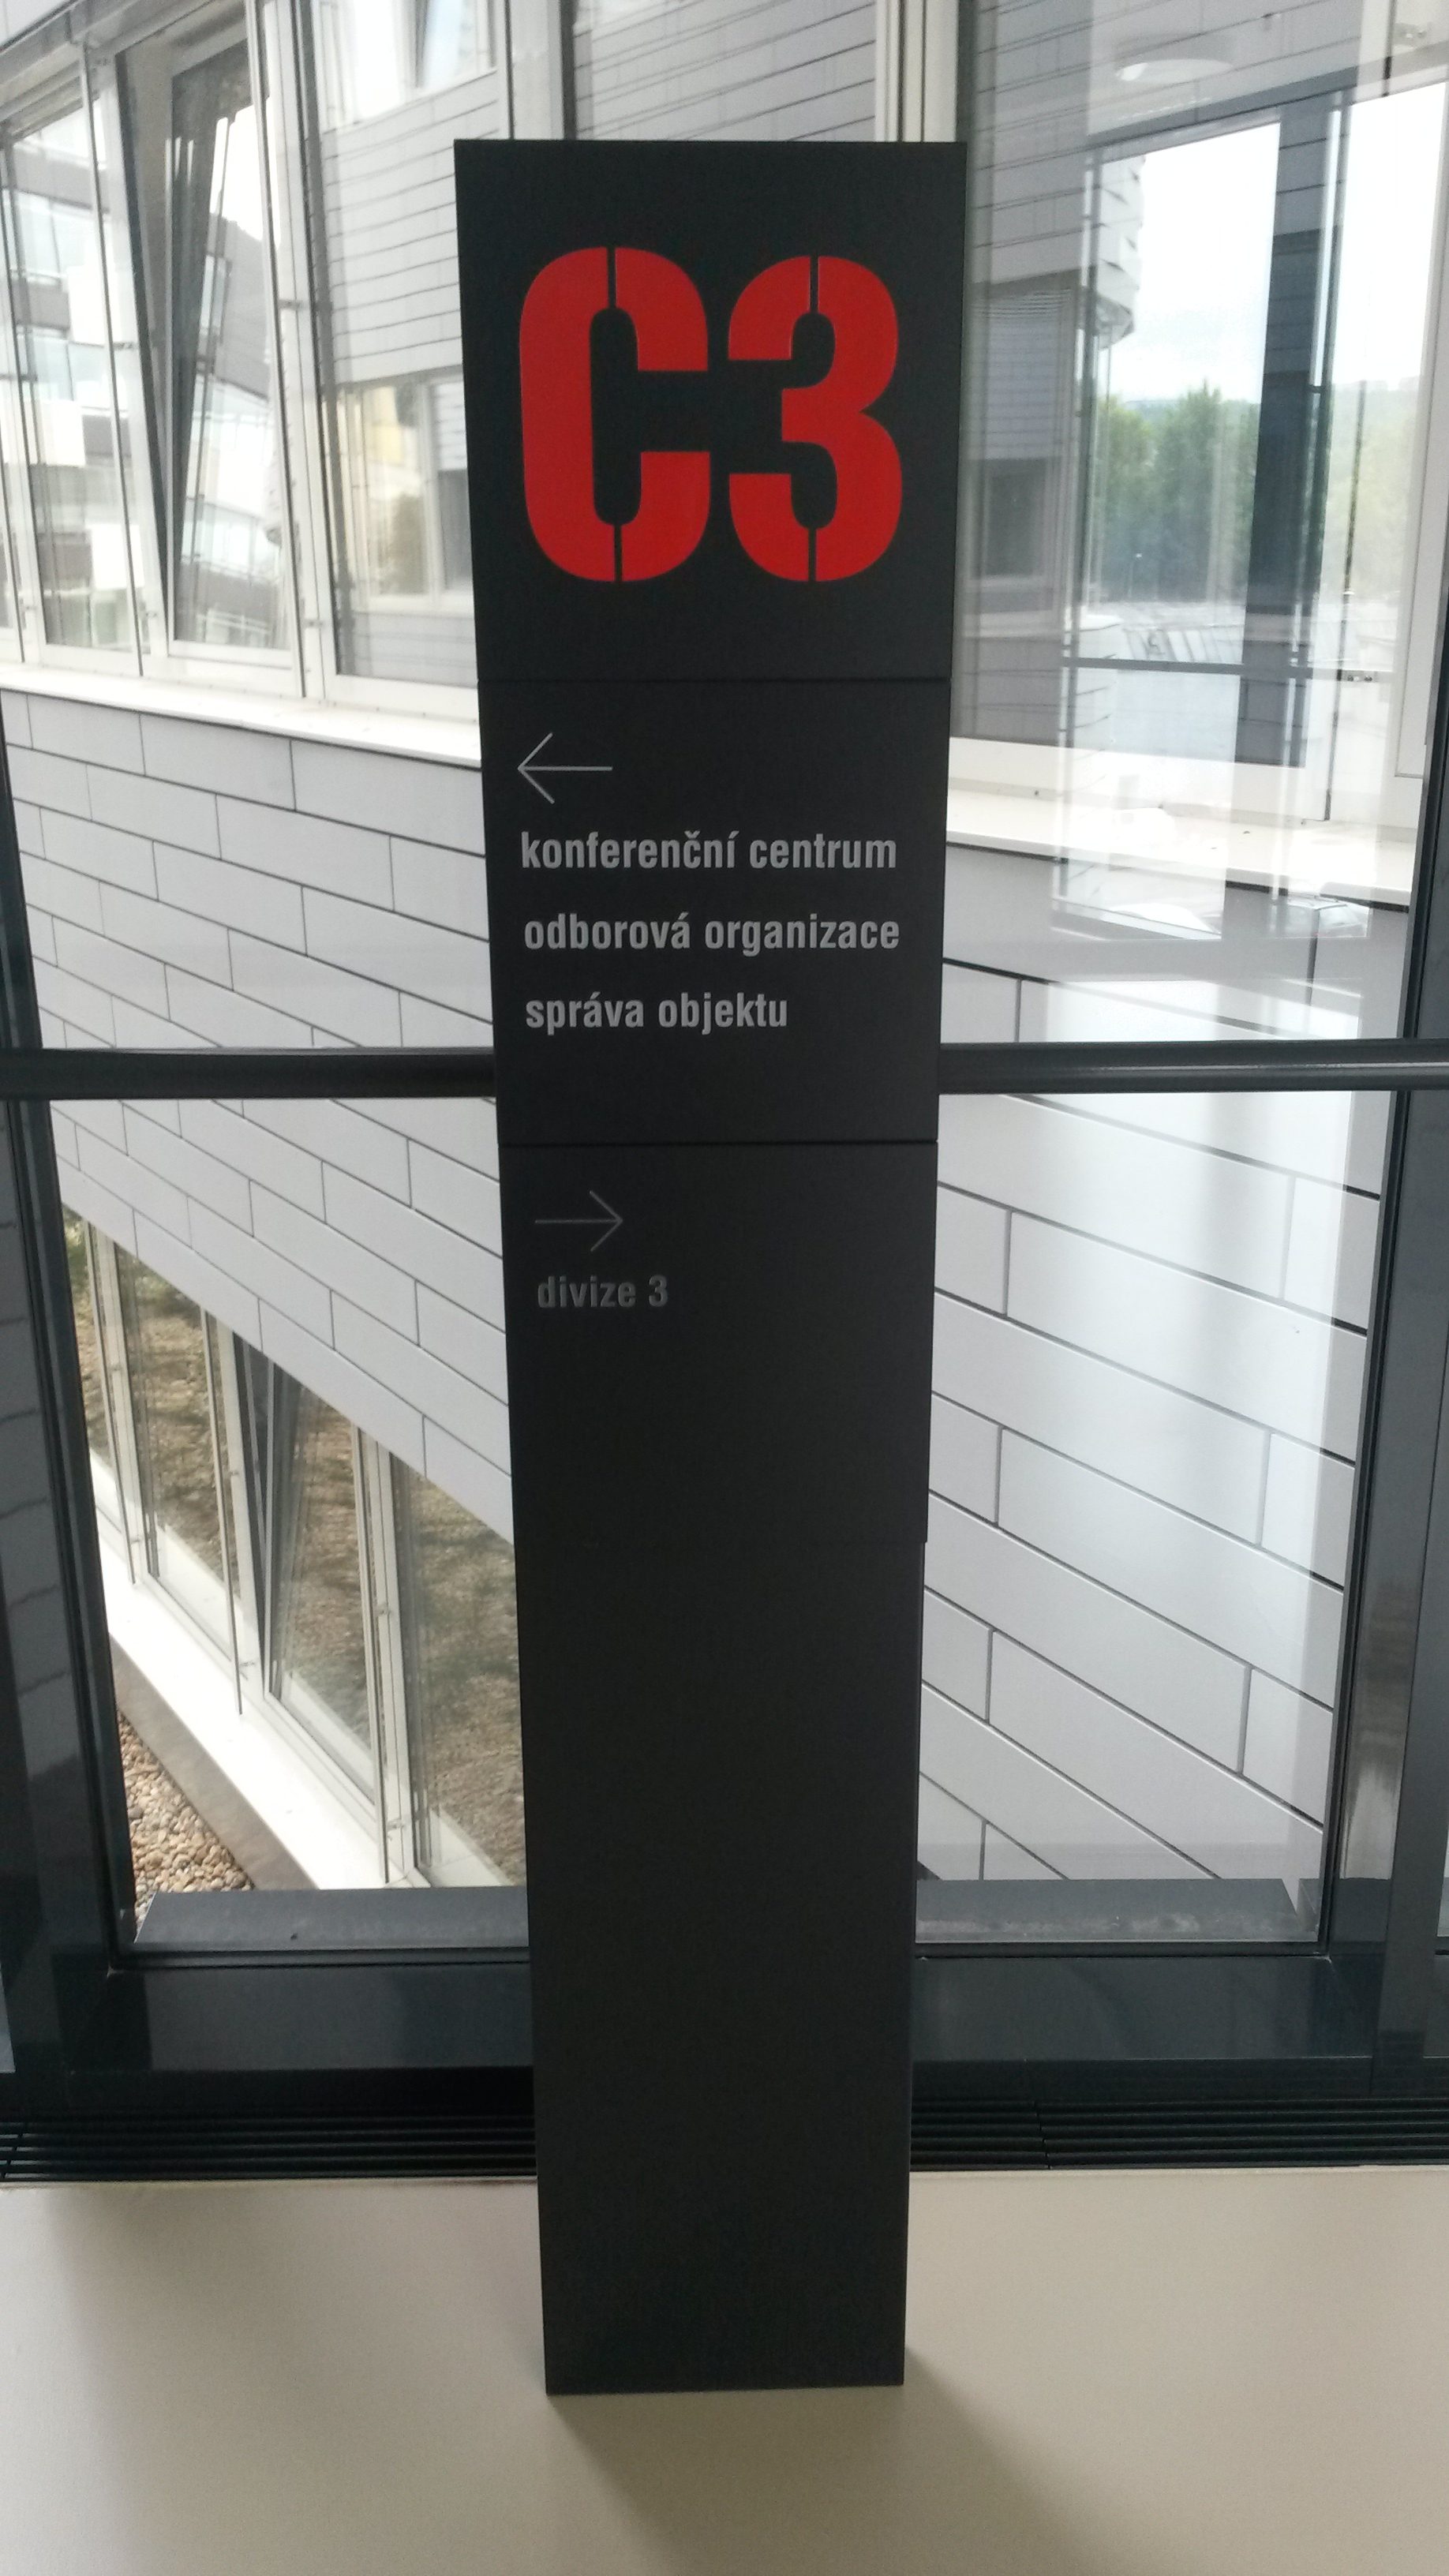 C3
konferenční centrum
odborová organizace
správa objektu
divize 3